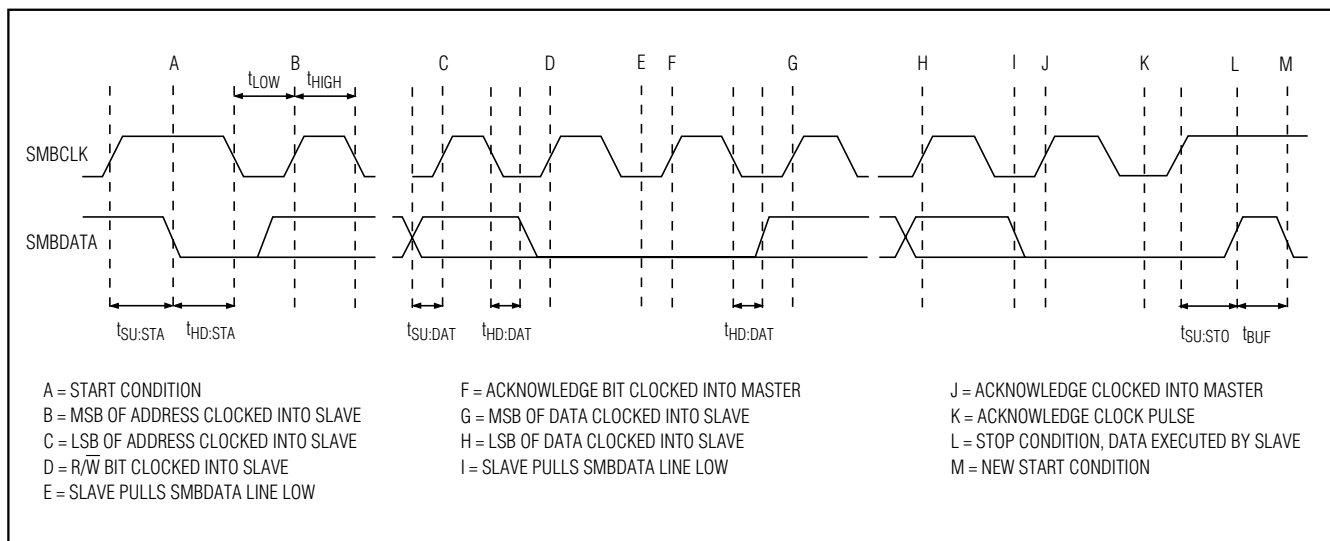 A B C D E F G H I J K L M
tLOW tHIGH
SMBCLK
SMBDATA
tSU:STA tHD:STA tSU:DAT tHD:DAT tHD:DAT tSU:STO tBUF
A = START CONDITION
B = MSB OF ADDRESS CLOCKED INTO SLAVE
C = LSB OF ADDRESS CLOCKED INTO SLAVE
D = R/W̅ BIT CLOCKED INTO SLAVE
E = SLAVE PULLS SMBDATA LINE LOW
F = ACKNOWLEDGE BIT CLOCKED INTO MASTER
G = MSB OF DATA CLOCKED INTO SLAVE
H = LSB OF DATA CLOCKED INTO SLAVE
I = SLAVE PULLS SMBDATA LINE LOW
J = ACKNOWLEDGE CLOCKED INTO MASTER
K = ACKNOWLEDGE CLOCK PULSE
L = STOP CONDITION, DATA EXECUTED BY SLAVE
M = NEW START CONDITION